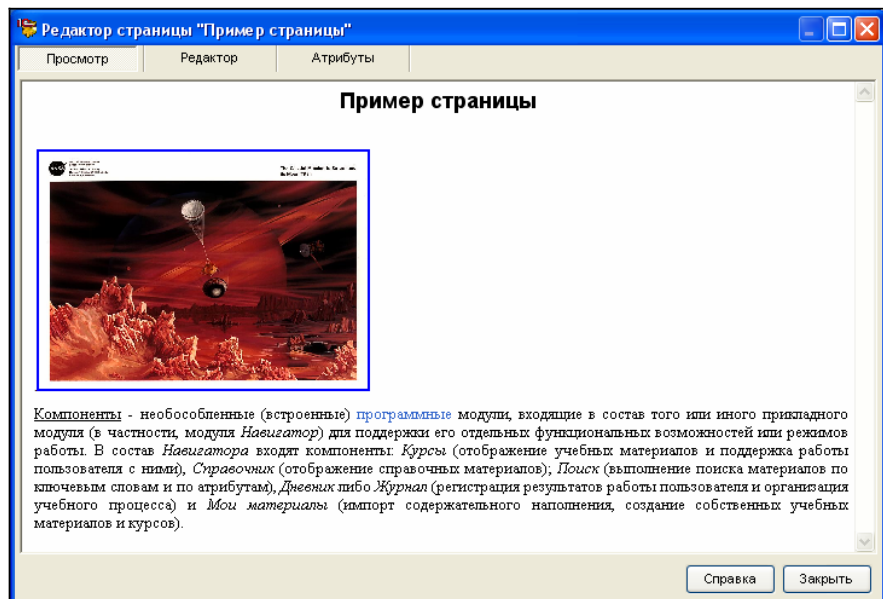 Редактор страницы "Пример страницы"
Просмотр Редактор Атрибуты
Пример страницы
Компоненты - необособленные (встроенные) программные модули, входящие в состав того или иного прикладного
модуля (в частности, модуля Навигатор) для поддержки его отдельных функциональных возможностей или режимов
работы. В состав Навигатора входят компоненты: Курсы (отображение учебных материалов и поддержка работы
пользователя с ними), Справочник (отображение справочных материалов); Поиск (выполнение поиска материалов по
ключевым словам и по атрибутам), Дневник либо Журнал (регистрация результатов работы пользователя и организация
учебного процесса) и Мои материалы (импорт содержательного наполнения, создание собственных учебных
материалов и курсов).
Справка Закрыть